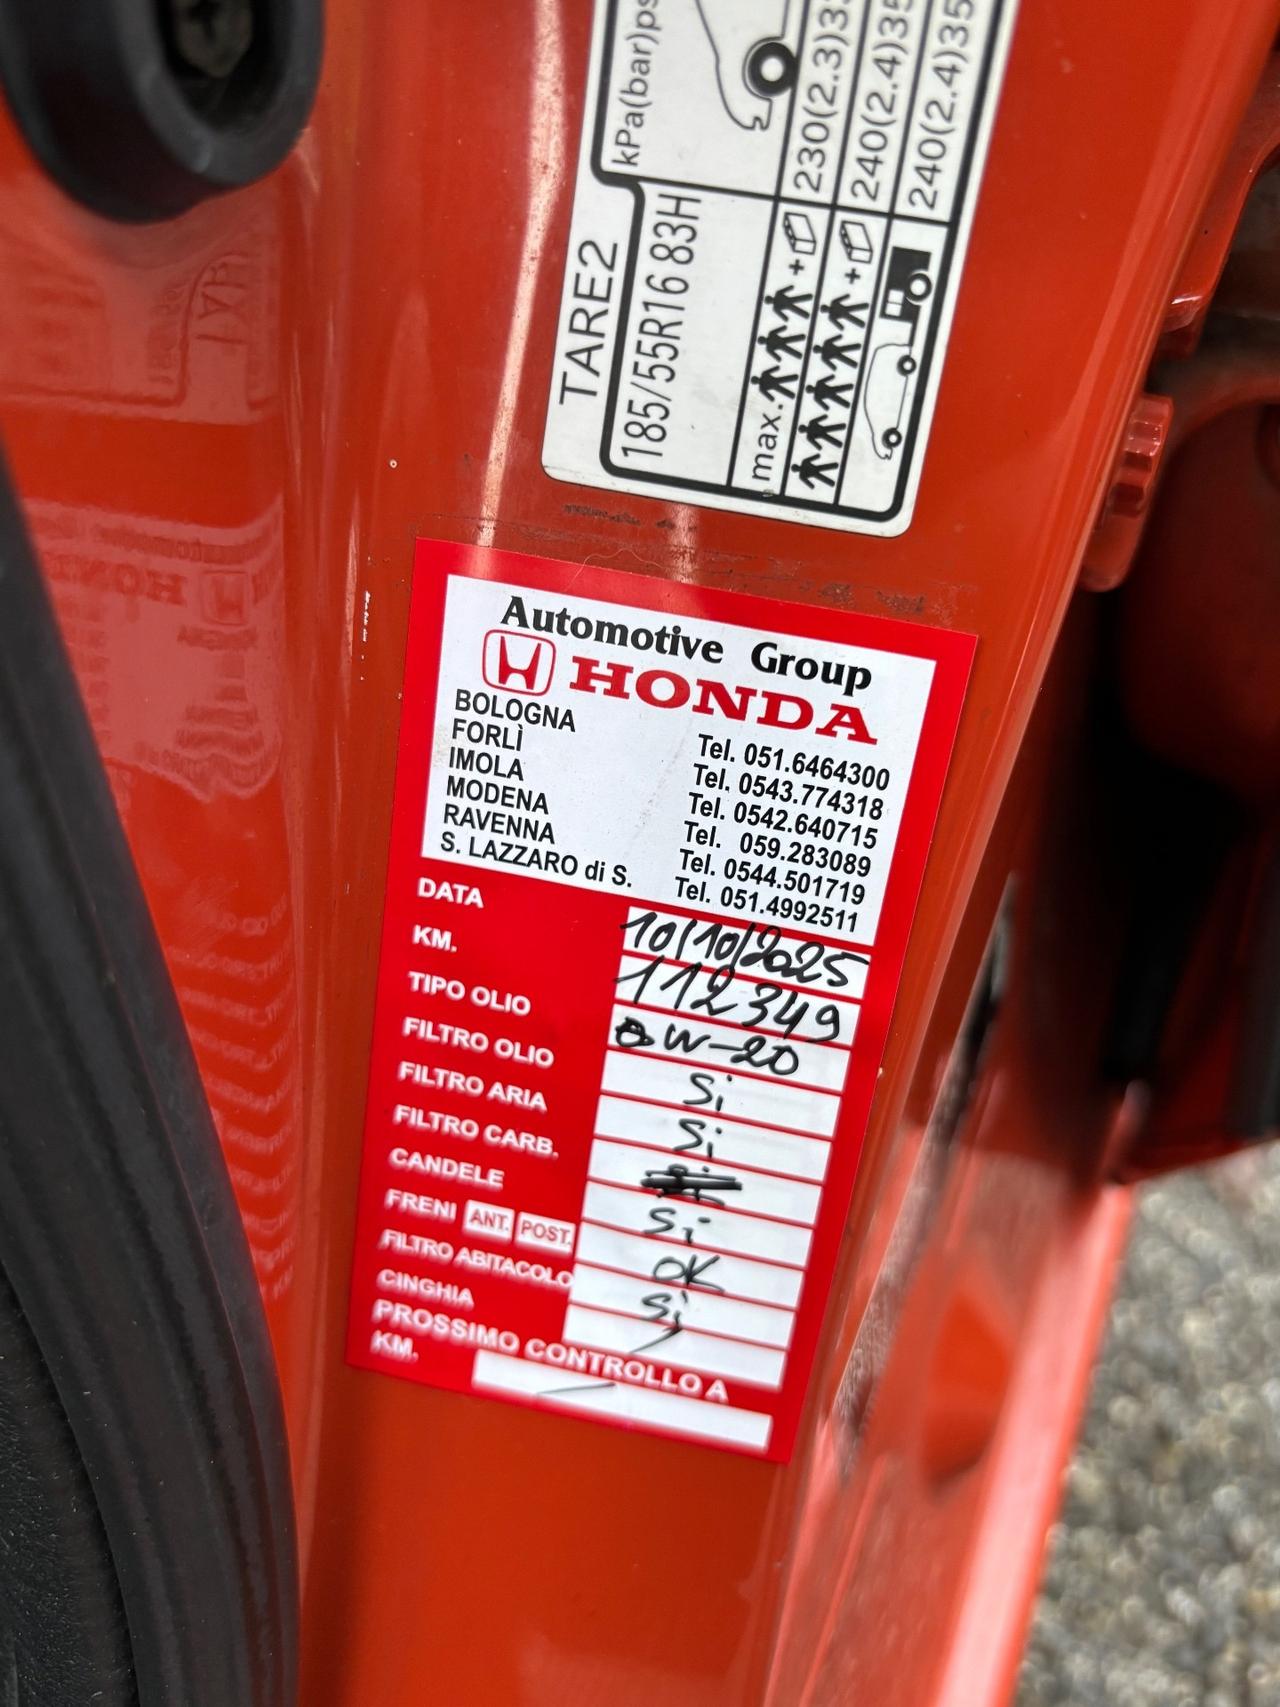 kPa(bar)ps
TARE2
185/55R16 83H
230(2.3)
240(2.4)35
240(2.4)35
max.
+
+
Automotive Group
HONDA
BOLOGNA Tel. 051.6464300
FORLÌ Tel. 0543.774318
IMOLA Tel. 0542.640715
MODENA Tel. 059.283089
RAVENNA Tel. 0544.501719
S. LAZZARO di S. Tel. 051.4992511
DATA 10/10/2025
KM. 112349
TIPO OLIO 0W-20
FILTRO OLIO Si
FILTRO ARIA Si
FILTRO CARB.
CANDELE Si
FRENI ANT. POST. OK
FILTRO ABITACOLO Si
CINGHIA /
PROSSIMO CONTROLLO A
KM. —